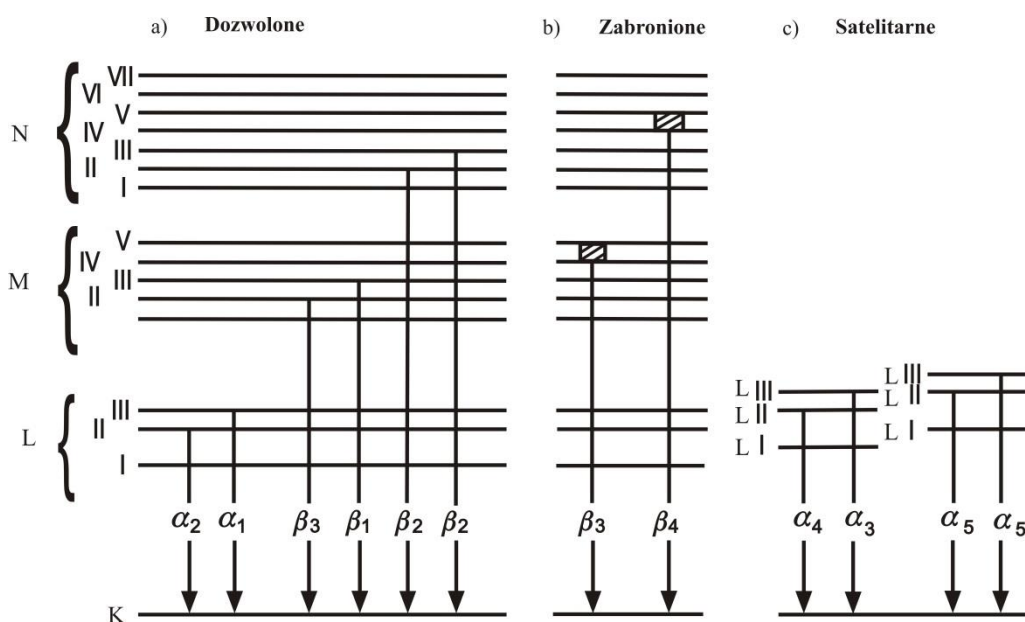 a) Dozwolone
b) Zabronione
c) Satelitarne
N
VII
VI
V
IV
III
II
I
M
V
IV
III
II
L
III
II
I
L III
L II
L I
L III
L II
L I
α2 α1 β3 β1 β2 β2
β3 β4
α4 α3 α5 α5
K